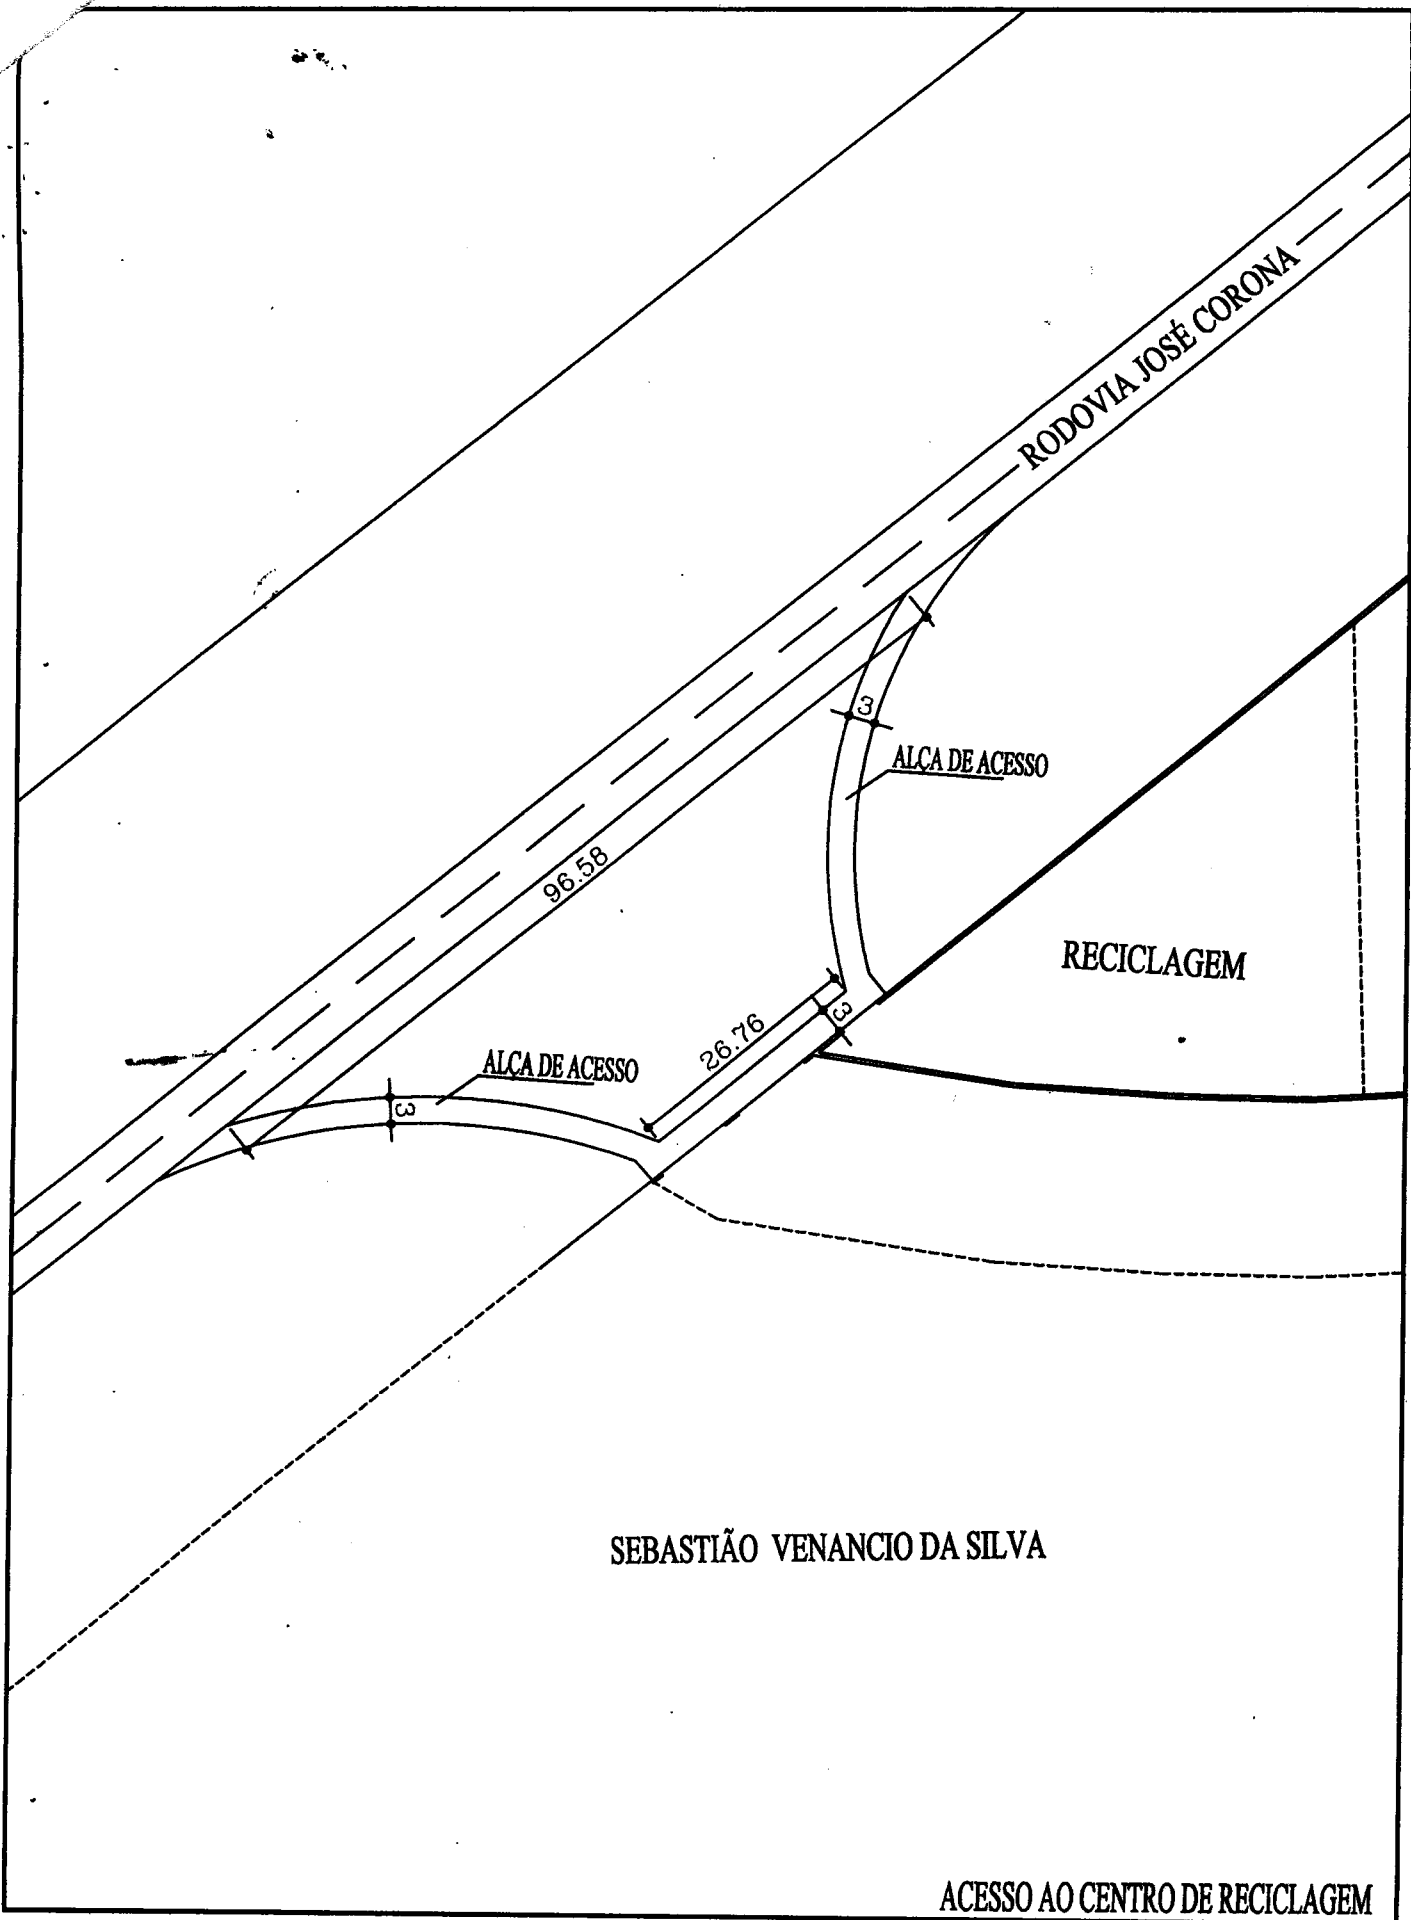 RODOVIA JOSÉ CORONA
3
ALÇA DE ACESSO
96.58
RECICLAGEM
3
26.76
ALÇA DE ACESSO
3
SEBASTIÃO VENANCIO DA SILVA
ACESSO AO CENTRO DE RECICLAGEM